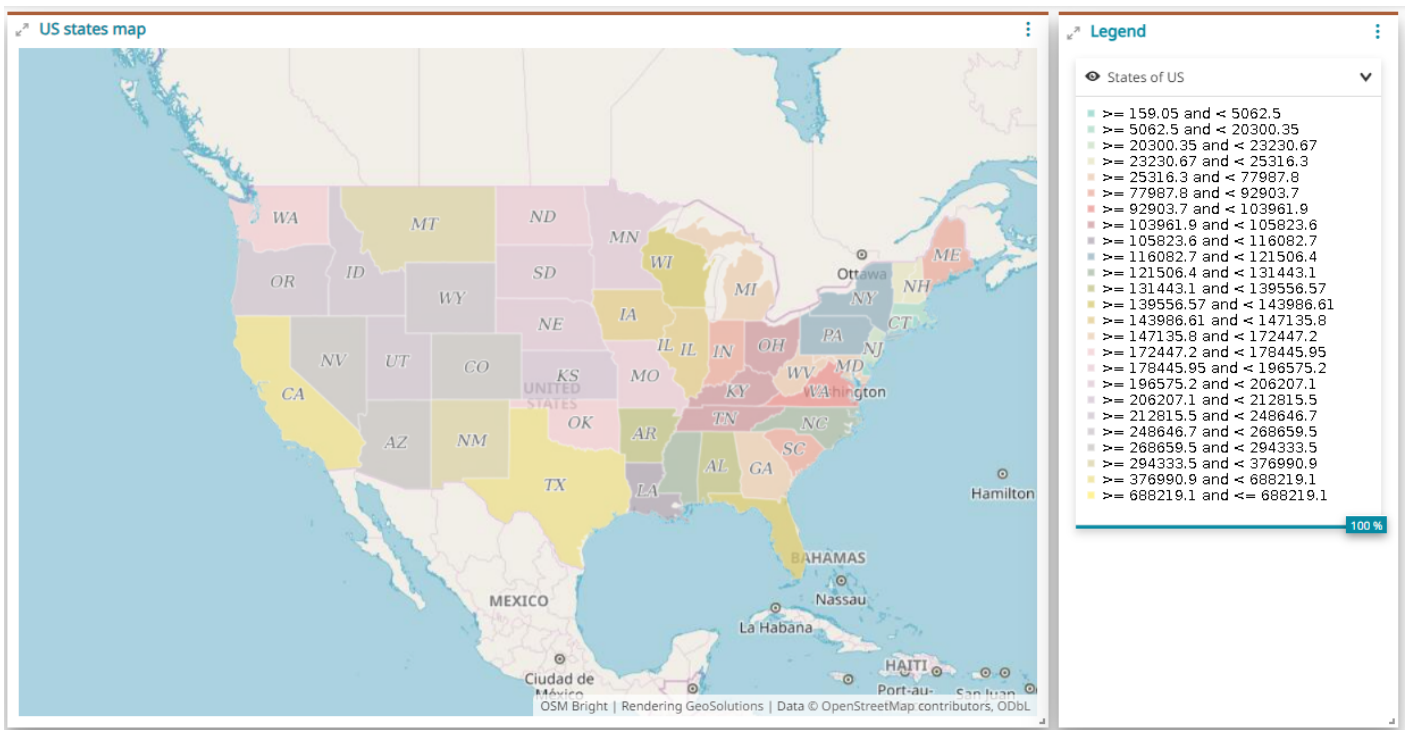 US states map
WA
MT
ND
MN
OR
ID
SD
WI
WY
MI
Ottawa
ME
NH
NY
CT
NE
IA
IL
IL
IN
OH
PA
NJ
NV
UT
CO
KS
MO
WV
MD
UNITED
STATES
KY
VA
Washington
CA
OK
TN
NC
AZ
NM
AR
SC
TX
LA
AL
GA
Hamilton
BAHAMAS
MEXICO
Nassau
La Habana
HAITI
Ciudad de
México
Port-au-
San Juan
OSM Bright | Rendering GeoSolutions | Data © OpenStreetMap contributors, ODbL
Legend
States of US
>= 159.05 and < 5062.5
>= 5062.5 and < 20300.35
>= 20300.35 and < 23230.67
>= 23230.67 and < 25316.3
>= 25316.3 and < 77987.8
>= 77987.8 and < 92903.7
>= 92903.7 and < 103961.9
>= 103961.9 and < 105823.6
>= 105823.6 and < 116082.7
>= 116082.7 and < 121506.4
>= 121506.4 and < 131443.1
>= 131443.1 and < 139556.57
>= 139556.57 and < 143986.61
>= 143986.61 and < 147135.8
>= 147135.8 and < 172447.2
>= 172447.2 and < 178445.95
>= 178445.95 and < 196575.2
>= 196575.2 and < 206207.1
>= 206207.1 and < 212815.5
>= 212815.5 and < 248646.7
>= 248646.7 and < 268659.5
>= 268659.5 and < 294333.5
>= 294333.5 and < 376990.9
>= 376990.9 and < 688219.1
>= 688219.1 and <= 688219.1
100 %